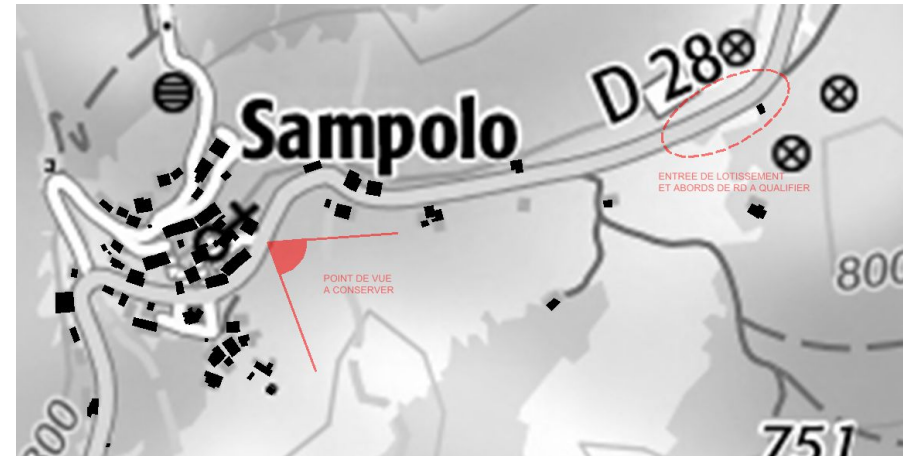 D 28
Sampolo
ENTREE DE LOTISSEMENT
ET ABORDS DE RD A QUALIFIER
800
POINT DE VUE
A CONSERVER
800
751